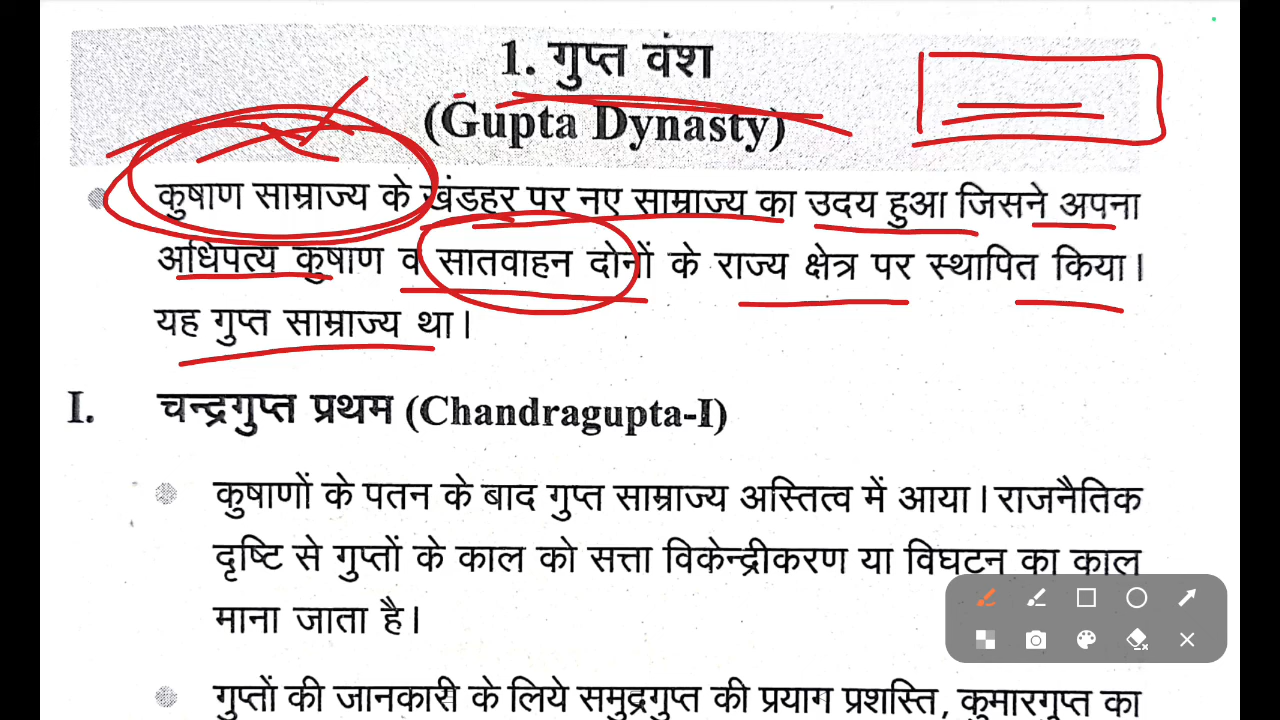 1. गुप्त वंश
(Gupta Dynasty)
कुषाण साम्राज्य के खंडहर पर नए साम्राज्य का उदय हुआ जिसने अपना
अधिपत्य कुषाण व सातवाहन दोनों के राज्य क्षेत्र पर स्थापित किया।
यह गुप्त साम्राज्य था।
I. चन्द्रगुप्त प्रथम (Chandragupta-I)
कुषाणों के पतन के बाद गुप्त साम्राज्य अस्तित्व में आया। राजनैतिक
दृष्टि से गुप्तों के काल को सत्ता विकेन्द्रीकरण या विघटन का काल
माना जाता है।
गुप्तों की जानकारी के लिये समुद्रगुप्त की प्रयाग प्रशस्ति, कुमारगुप्त का